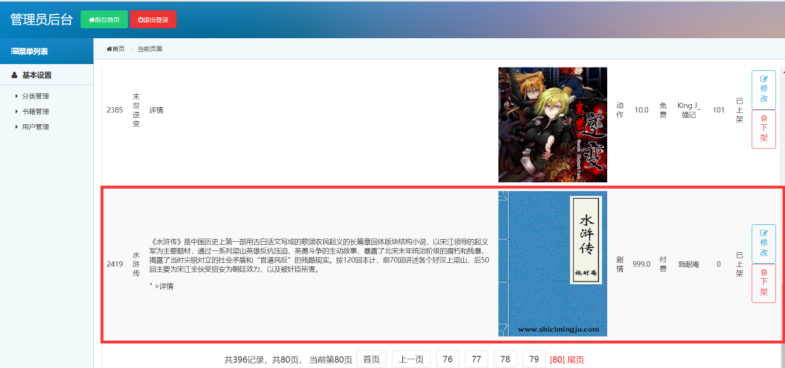 管理员后台 前台首页 退出登录
菜单列表
首页 / 当前页面
基本设置
分类管理
书籍管理
用户管理
2385 末世逆变 详情 动作 10.0 免费 King J_强记 101 已上架 修改 下架
末世逆变
2419 水浒传
《水浒传》是中国历史上第一部用古白话文写成的歌颂农民起义的长篇章回体版块结构小说，以宋江领导的起义
军为主要题材，通过一系列梁山英雄反抗压迫、英勇斗争的生动故事，暴露了北宋末年统治阶级的腐朽和残暴，
揭露了当时尖锐对立的社会矛盾和“官逼民反”的残酷现实。按120回本计，前70回讲述各个好汉上梁山，后50
回主要为宋江全伙受招安为朝廷效力，以及被奸臣所害。
" >详情
水浒传
施耐庵
www.shicimingju.com
剧情 999.0 付费 施耐庵 0 已上架 修改 下架
共396记录，共80页， 当前第80页 首页 上一页 76 77 78 79 [80] 尾页